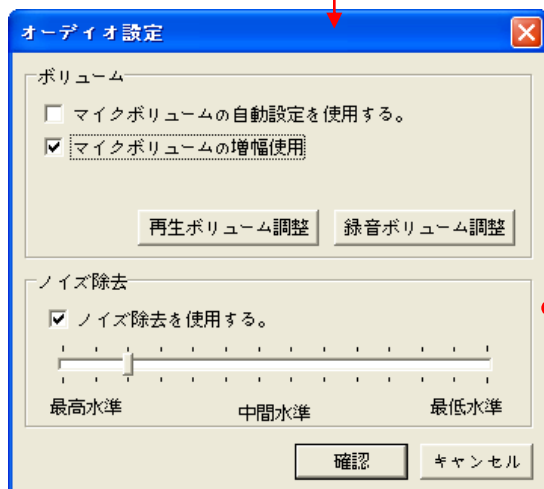 オーディオ設定
ボリューム
マイクボリュームの自動設定を使用する。
マイクボリュームの増幅使用
再生ボリューム調整 録音ボリューム調整
ノイズ除去
ノイズ除去を使用する。
最高水準 中間水準 最低水準
確認 キャンセル